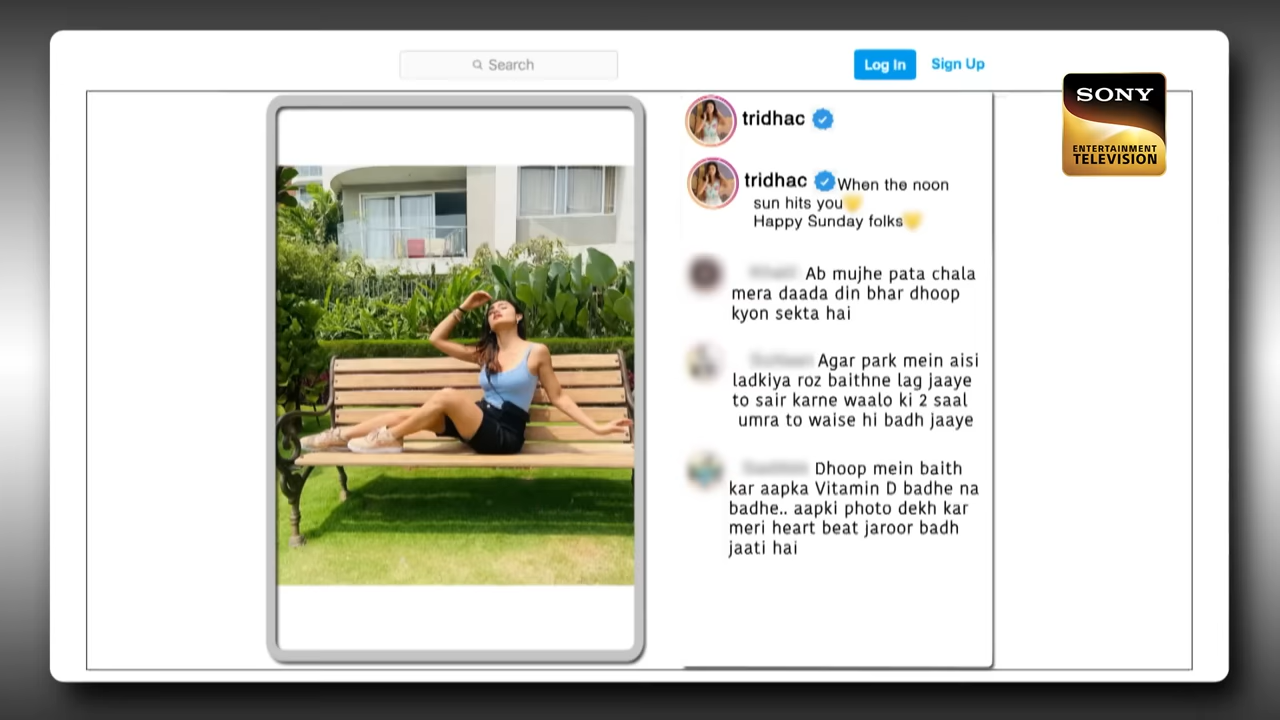 Search
Log In
Sign Up
SONY
ENTERTAINMENT
TELEVISION
tridhac
tridhac When the noon
sun hits you
Happy Sunday folks
Ab mujhe pata chala
mera daada din bhar dhoop
kyon sekta hai
Agar park mein aisi
ladkiya roz baithne lag jaaye
to sair karne waalo ki 2 saal
umra to waise hi badh jaaye
Dhoop mein baith
kar aapka Vitamin D badhe na
badhe.. aapki photo dekh kar
meri heart beat jaroor badh
jaati hai